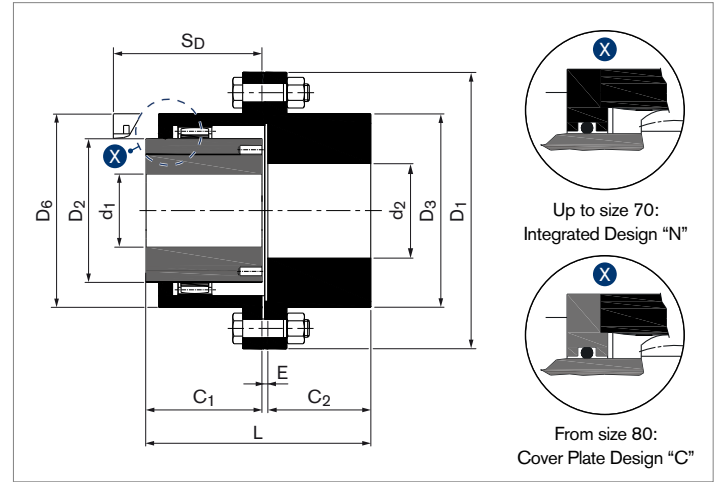 SD
X
D6
D2
d1
d2
D3
D1
E
C1
C2
L
X
Up to size 70:
Integrated Design “N”
X
From size 80:
Cover Plate Design “C”